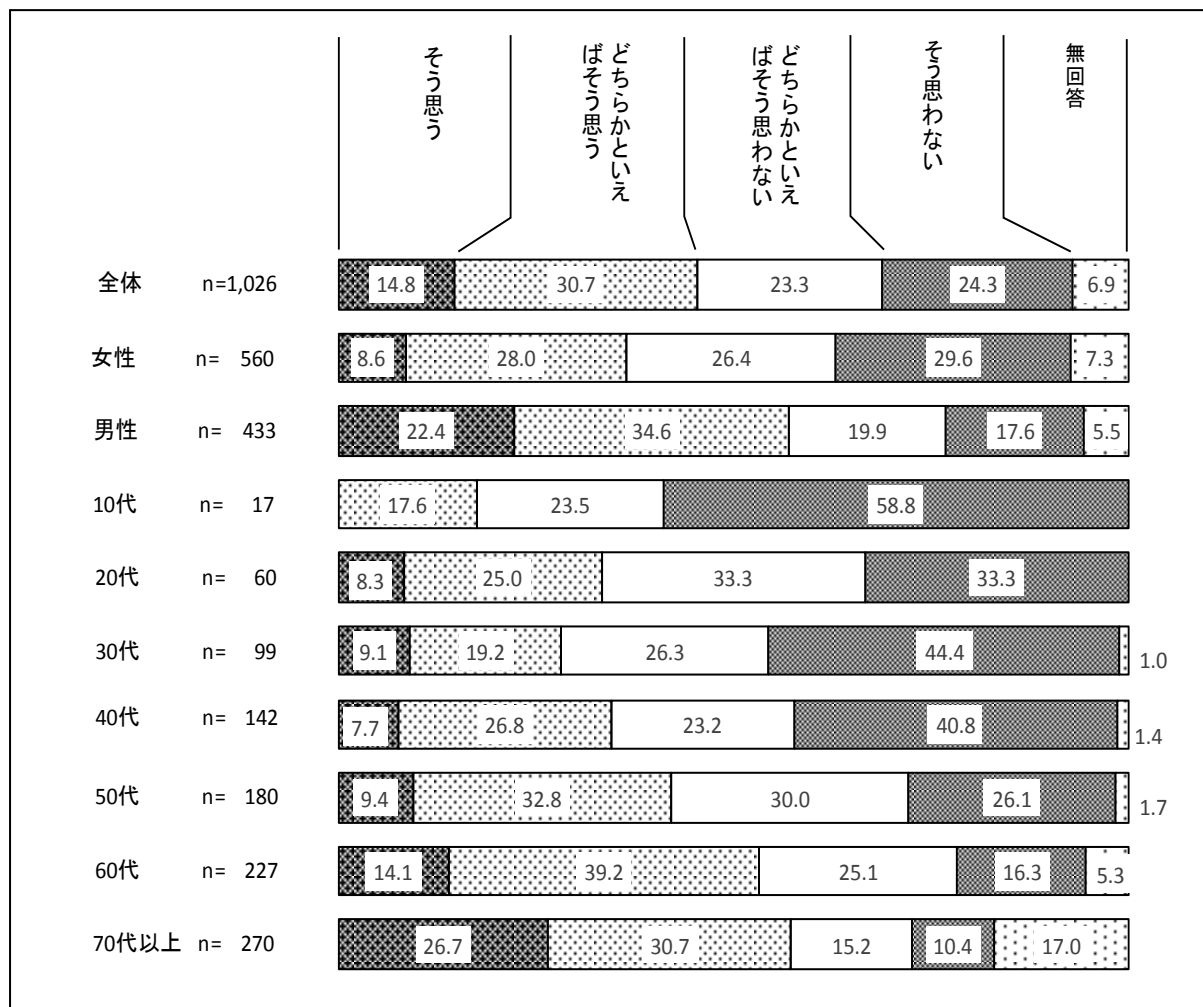 そう思う
どちらかといえ
ばそう思う
どちらかといえ
ばそう思わない
そう思わない
無回答
全体 n=1,026 14.8 30.7 23.3 24.3 6.9
女性 n= 560 8.6 28.0 26.4 29.6 7.3
男性 n= 433 22.4 34.6 19.9 17.6 5.5
10代 n= 17 17.6 23.5 58.8
20代 n= 60 8.3 25.0 33.3 33.3
30代 n= 99 9.1 19.2 26.3 44.4 1.0
40代 n= 142 7.7 26.8 23.2 40.8 1.4
50代 n= 180 9.4 32.8 30.0 26.1 1.7
60代 n= 227 14.1 39.2 25.1 16.3 5.3
70代以上 n= 270 26.7 30.7 15.2 10.4 17.0